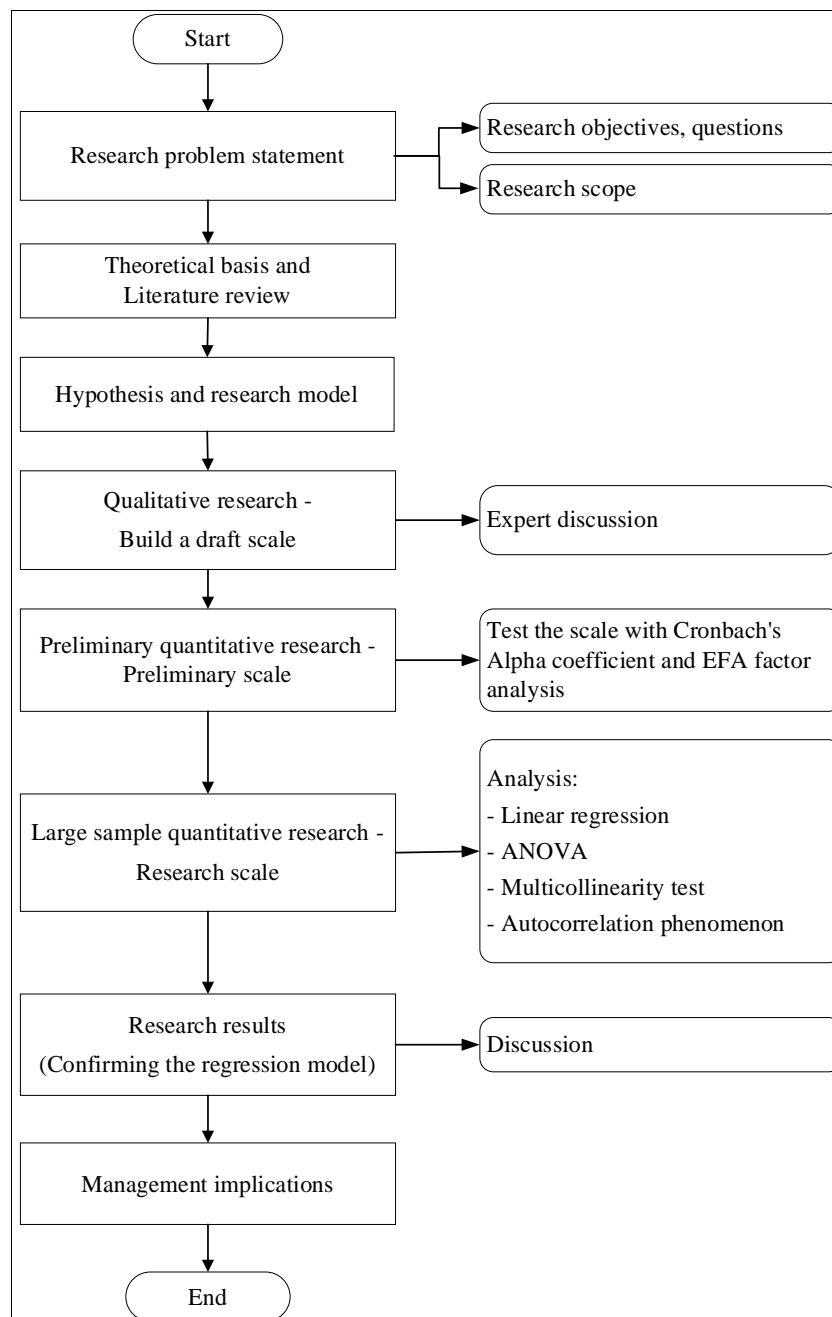 Start
Research problem statement
Research objectives, questions
Research scope
Theoretical basis and
Literature review
Hypothesis and research model
Qualitative research -
Build a draft scale
Expert discussion
Preliminary quantitative research -
Preliminary scale
Test the scale with Cronbach's
Alpha coefficient and EFA factor
analysis
Large sample quantitative research -
Research scale
Analysis:
- Linear regression
- ANOVA
- Multicollinearity test
- Autocorrelation phenomenon
Research results
(Confirming the regression model)
Discussion
Management implications
End